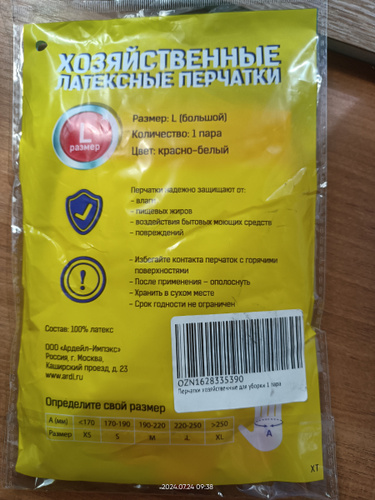 ХОЗЯЙСТВЕННЫЕ
ЛАТЕКСНЫЕ ПЕРЧАТКИ
L
размер
Размер: L (большой)
Количество: 1 пара
Цвет: красно-белый
Перчатки надежно защищают от:
- влаги
- пищевых жиров
- воздействия бытовых моющих средств
- повреждений
- Избегайте контакта перчаток с горячими
поверхностями
- После применения – ополоснуть
- Хранить в сухом месте
- Срок годности не ограничен
Состав: 100% латекс
ООО «Ардейл-Импэкс»
Россия, г. Москва,
Каширский проезд, д. 23
www.ardi.ru
OZN1628335390
Перчатки хозяйственные для уборки 1 пара
Определите свой размер
A (мм) <170 170-190 190-220 220-250 >250
Размер XS S M L XL
A
XT
2024.07.24 09:38